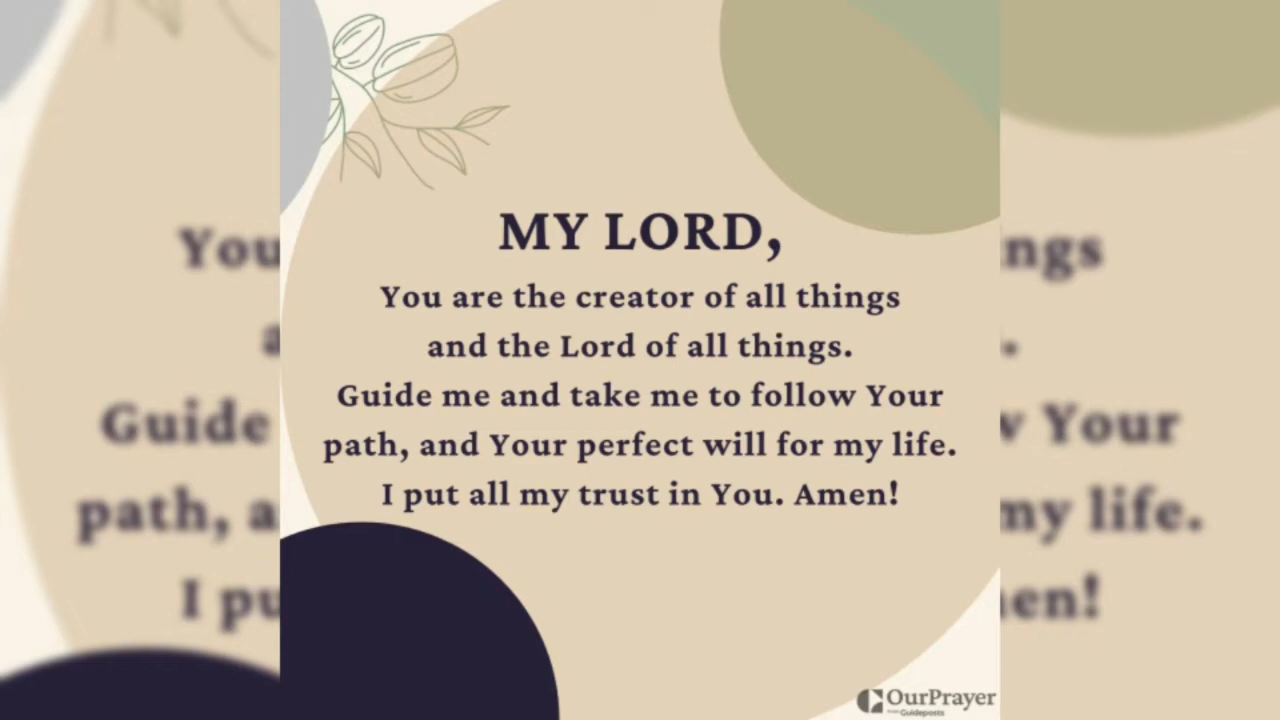 MY LORD,
You are the creator of all things
and the Lord of all things.
Guide me and take me to follow Your
path, and Your perfect will for my life.
I put all my trust in You. Amen!
OurPrayer
Guideposts